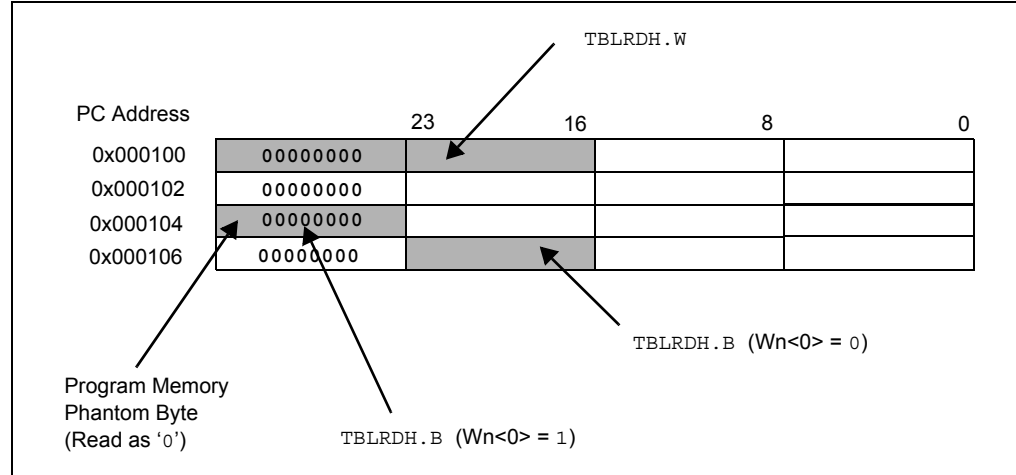 TBLRDH.W
PC Address
23 16 8 0
0x000100 00000000
0x000102 00000000
0x000104 00000000
0x000106 00000000
TBLRDH.B (Wn<0> = 0)
Program Memory
Phantom Byte
(Read as ‘0’)
TBLRDH.B (Wn<0> = 1)